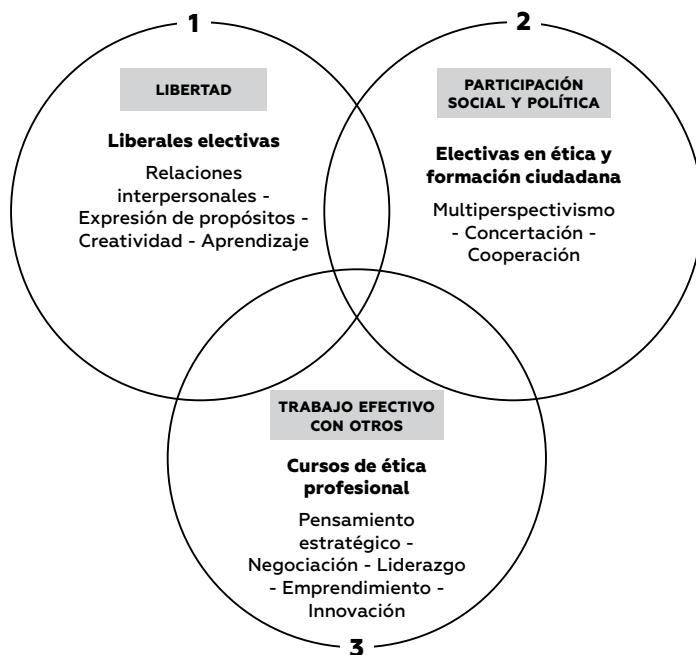 1
LIBERTAD
Liberales electivas
Relaciones
interpersonales -
Expresión de propósitos -
Creatividad - Aprendizaje
2
PARTICIPACIÓN
SOCIAL Y POLÍTICA
Electivas en ética y
formación ciudadana
Multiperspectivismo
- Concertación -
Cooperación
TRABAJO EFECTIVO
CON OTROS
Cursos de ética
profesional
Pensamiento
estratégico -
Negociación - Liderazgo
- Emprendimiento -
Innovación
3